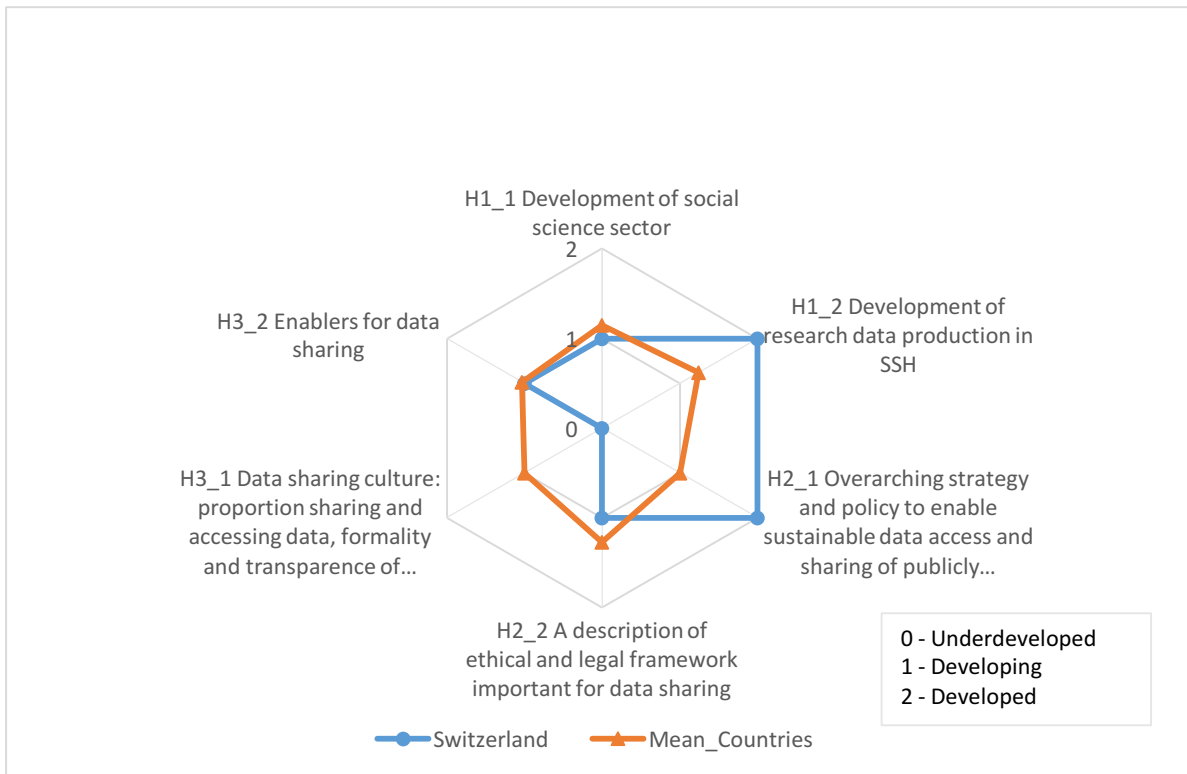 H1_1 Development of social
science sector
2
H1_2 Development of
research data production in
SSH
H3_2 Enablers for data
sharing
1
0
H3_1 Data sharing culture:
proportion sharing and
accessing data, formality
and transparence of…
H2_1 Overarching strategy
and policy to enable
sustainable data access and
sharing of publicly…
H2_2 A description of
ethical and legal framework
important for data sharing
0 - Underdeveloped
1 - Developing
2 - Developed
Switzerland
Mean_Countries